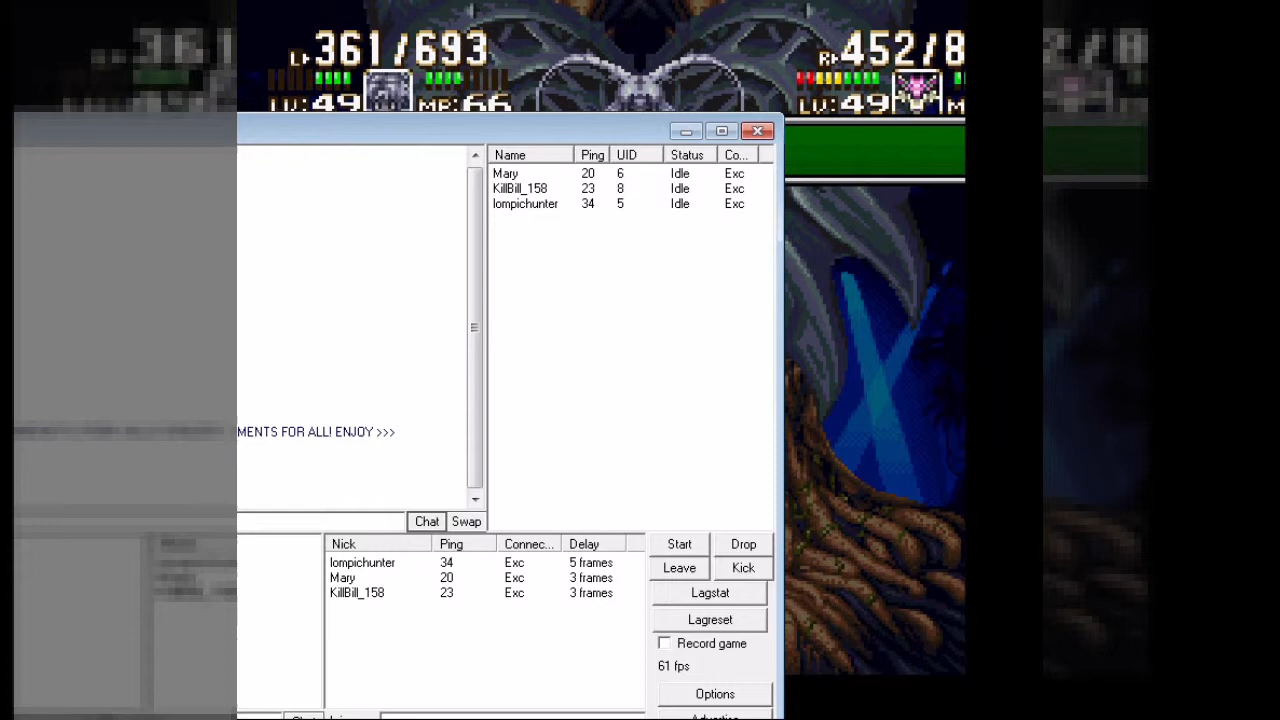 LP 361/693
RP 452/8
LV:49 MP:66
LV:49 M
Name Ping UID Status Co...
Mary 20 6 Idle Exc
KillBill_158 23 8 Idle Exc
lompichunter 34 5 Idle Exc
MENTS FOR ALL! ENJOY >>>
Chat Swap
Nick Ping Connec... Delay
lompichunter 34 Exc 5 frames
Mary 20 Exc 3 frames
KillBill_158 23 Exc 3 frames
Start Drop
Leave Kick
Lagstat
Lagreset
Record game
61 fps
Options